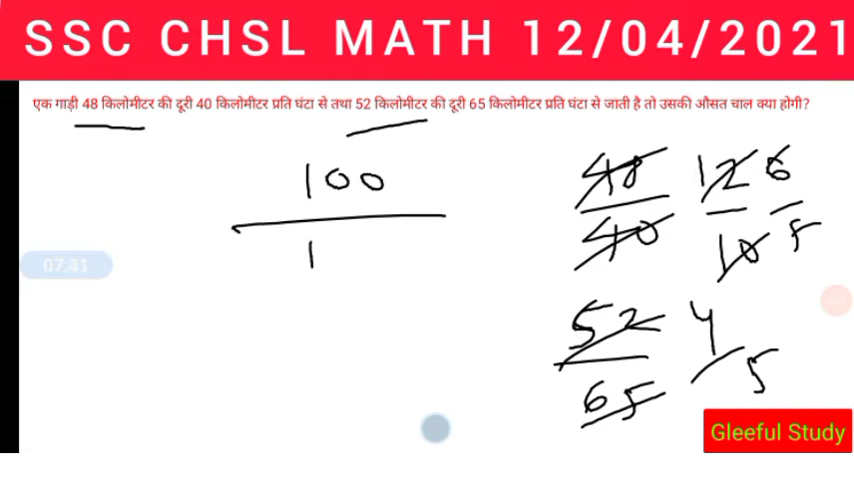 SSC CHSL MATH 12/04/2021
एक गाड़ी 48 किलोमीटर की दूरी 40 किलोमीटर प्रति घंटा से तथा 52 किलोमीटर की दूरी 65 किलोमीटर प्रति घंटा से जाती है तो उसकी औसत चाल क्या होगी?
48 12 6
100
40 10 5
1
07:31
52 4
65 5
Gleeful Study